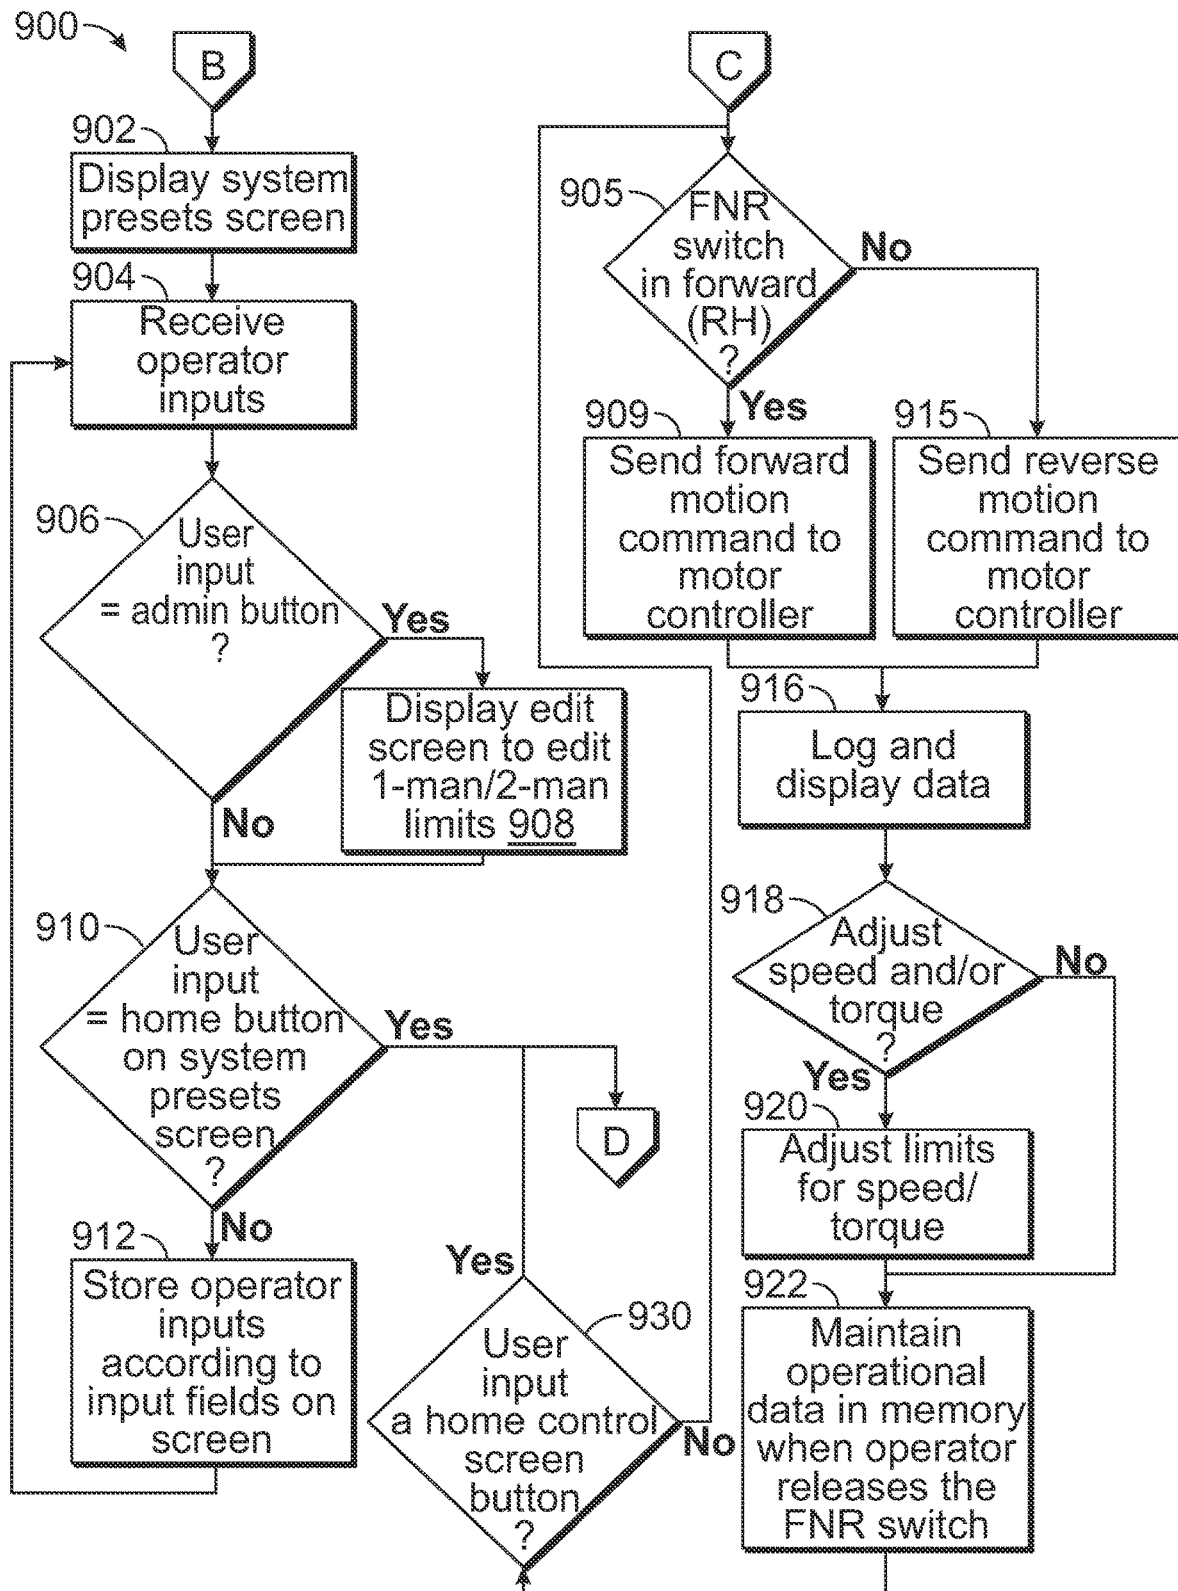 900
B
902
Display system
presets screen
904
Receive
operator
inputs
906
User
input
= admin button
?
Yes
No
Display edit
screen to edit
1-man/2-man
limits 908
910
User
input
= home button
on system
presets
screen
?
Yes
No
D
912
Store operator
inputs
according to
input fields on
screen
Yes
930
User
input
a home control
screen
button
?
No
C
905
FNR
switch
in forward
(RH)
?
No
Yes
909
Send forward
motion
command to
motor
controller
915
Send reverse
motion
command to
motor
controller
916
Log and
display data
918
Adjust
speed and/or
torque
?
No
Yes
920
Adjust limits
for speed/
torque
922
Maintain
operational
data in memory
when operator
releases the
FNR switch